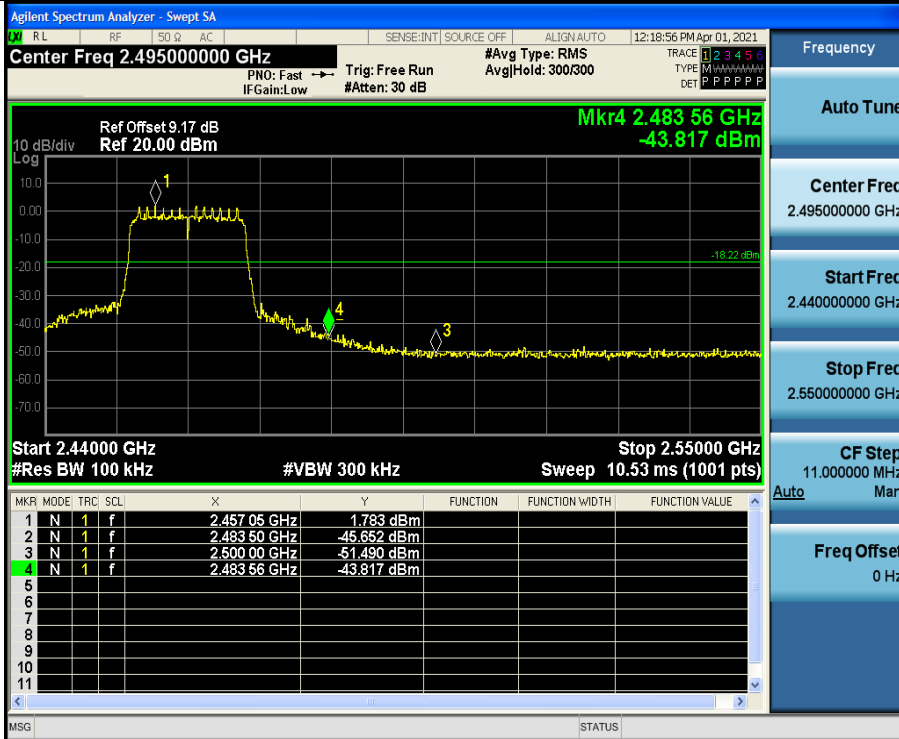 Agilent Spectrum Analyzer - Swept SA
LXI RL RF 50 Ω AC SENSE:INT SOURCE OFF ALIGN AUTO 12:18:56 PM Apr 01, 2021
Center Freq 2.495000000 GHz
PNO: Fast
IFGain:Low
Trig: Free Run
#Atten: 30 dB
#Avg Type: RMS
Avg|Hold: 300/300
TRACE 1 2 3 4 5 6
TYPE M
DET P P P P P P
Frequency
Auto Tune
Center Freq
2.495000000 GHz
Start Freq
2.440000000 GHz
Stop Freq
2.550000000 GHz
CF Step
11.000000 MHz
Auto Man
Freq Offset
0 Hz
Mkr4 2.483 56 GHz
-43.817 dBm
Ref Offset 9.17 dB
10 dB/div Ref 20.00 dBm
Log
10.0
0.00
-10.0
-20.0
-30.0
-40.0
-50.0
-60.0
-70.0
1
-18.22 dBm
4
3
Start 2.44000 GHz Stop 2.55000 GHz
#Res BW 100 kHz #VBW 300 kHz Sweep 10.53 ms (1001 pts)
MKR MODE TRC SCL X Y FUNCTION FUNCTION WIDTH FUNCTION VALUE
1 N 1 f 2.457 05 GHz 1.783 dBm
2 N 1 f 2.483 50 GHz -45.652 dBm
3 N 1 f 2.500 00 GHz -51.490 dBm
4 N 1 f 2.483 56 GHz -43.817 dBm
5
6
7
8
9
10
11
MSG STATUS